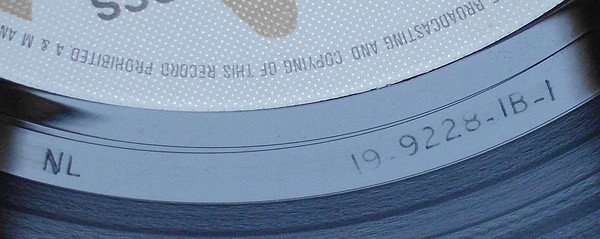 BROADCASTING AND COPYING OF THIS RECORD PROHIBITED A & M
NL 19-9228-1B-1